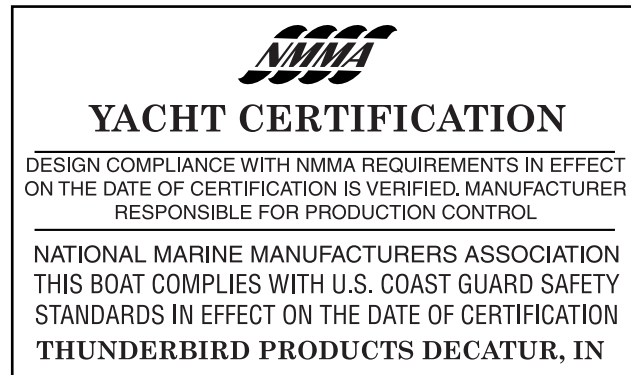 NMMA
YACHT CERTIFICATION
DESIGN COMPLIANCE WITH NMMA REQUIREMENTS IN EFFECT
ON THE DATE OF CERTIFICATION IS VERIFIED. MANUFACTURER
RESPONSIBLE FOR PRODUCTION CONTROL
NATIONAL MARINE MANUFACTURERS ASSOCIATION
THIS BOAT COMPLIES WITH U.S. COAST GUARD SAFETY
STANDARDS IN EFFECT ON THE DATE OF CERTIFICATION
THUNDERBIRD PRODUCTS DECATUR, IN